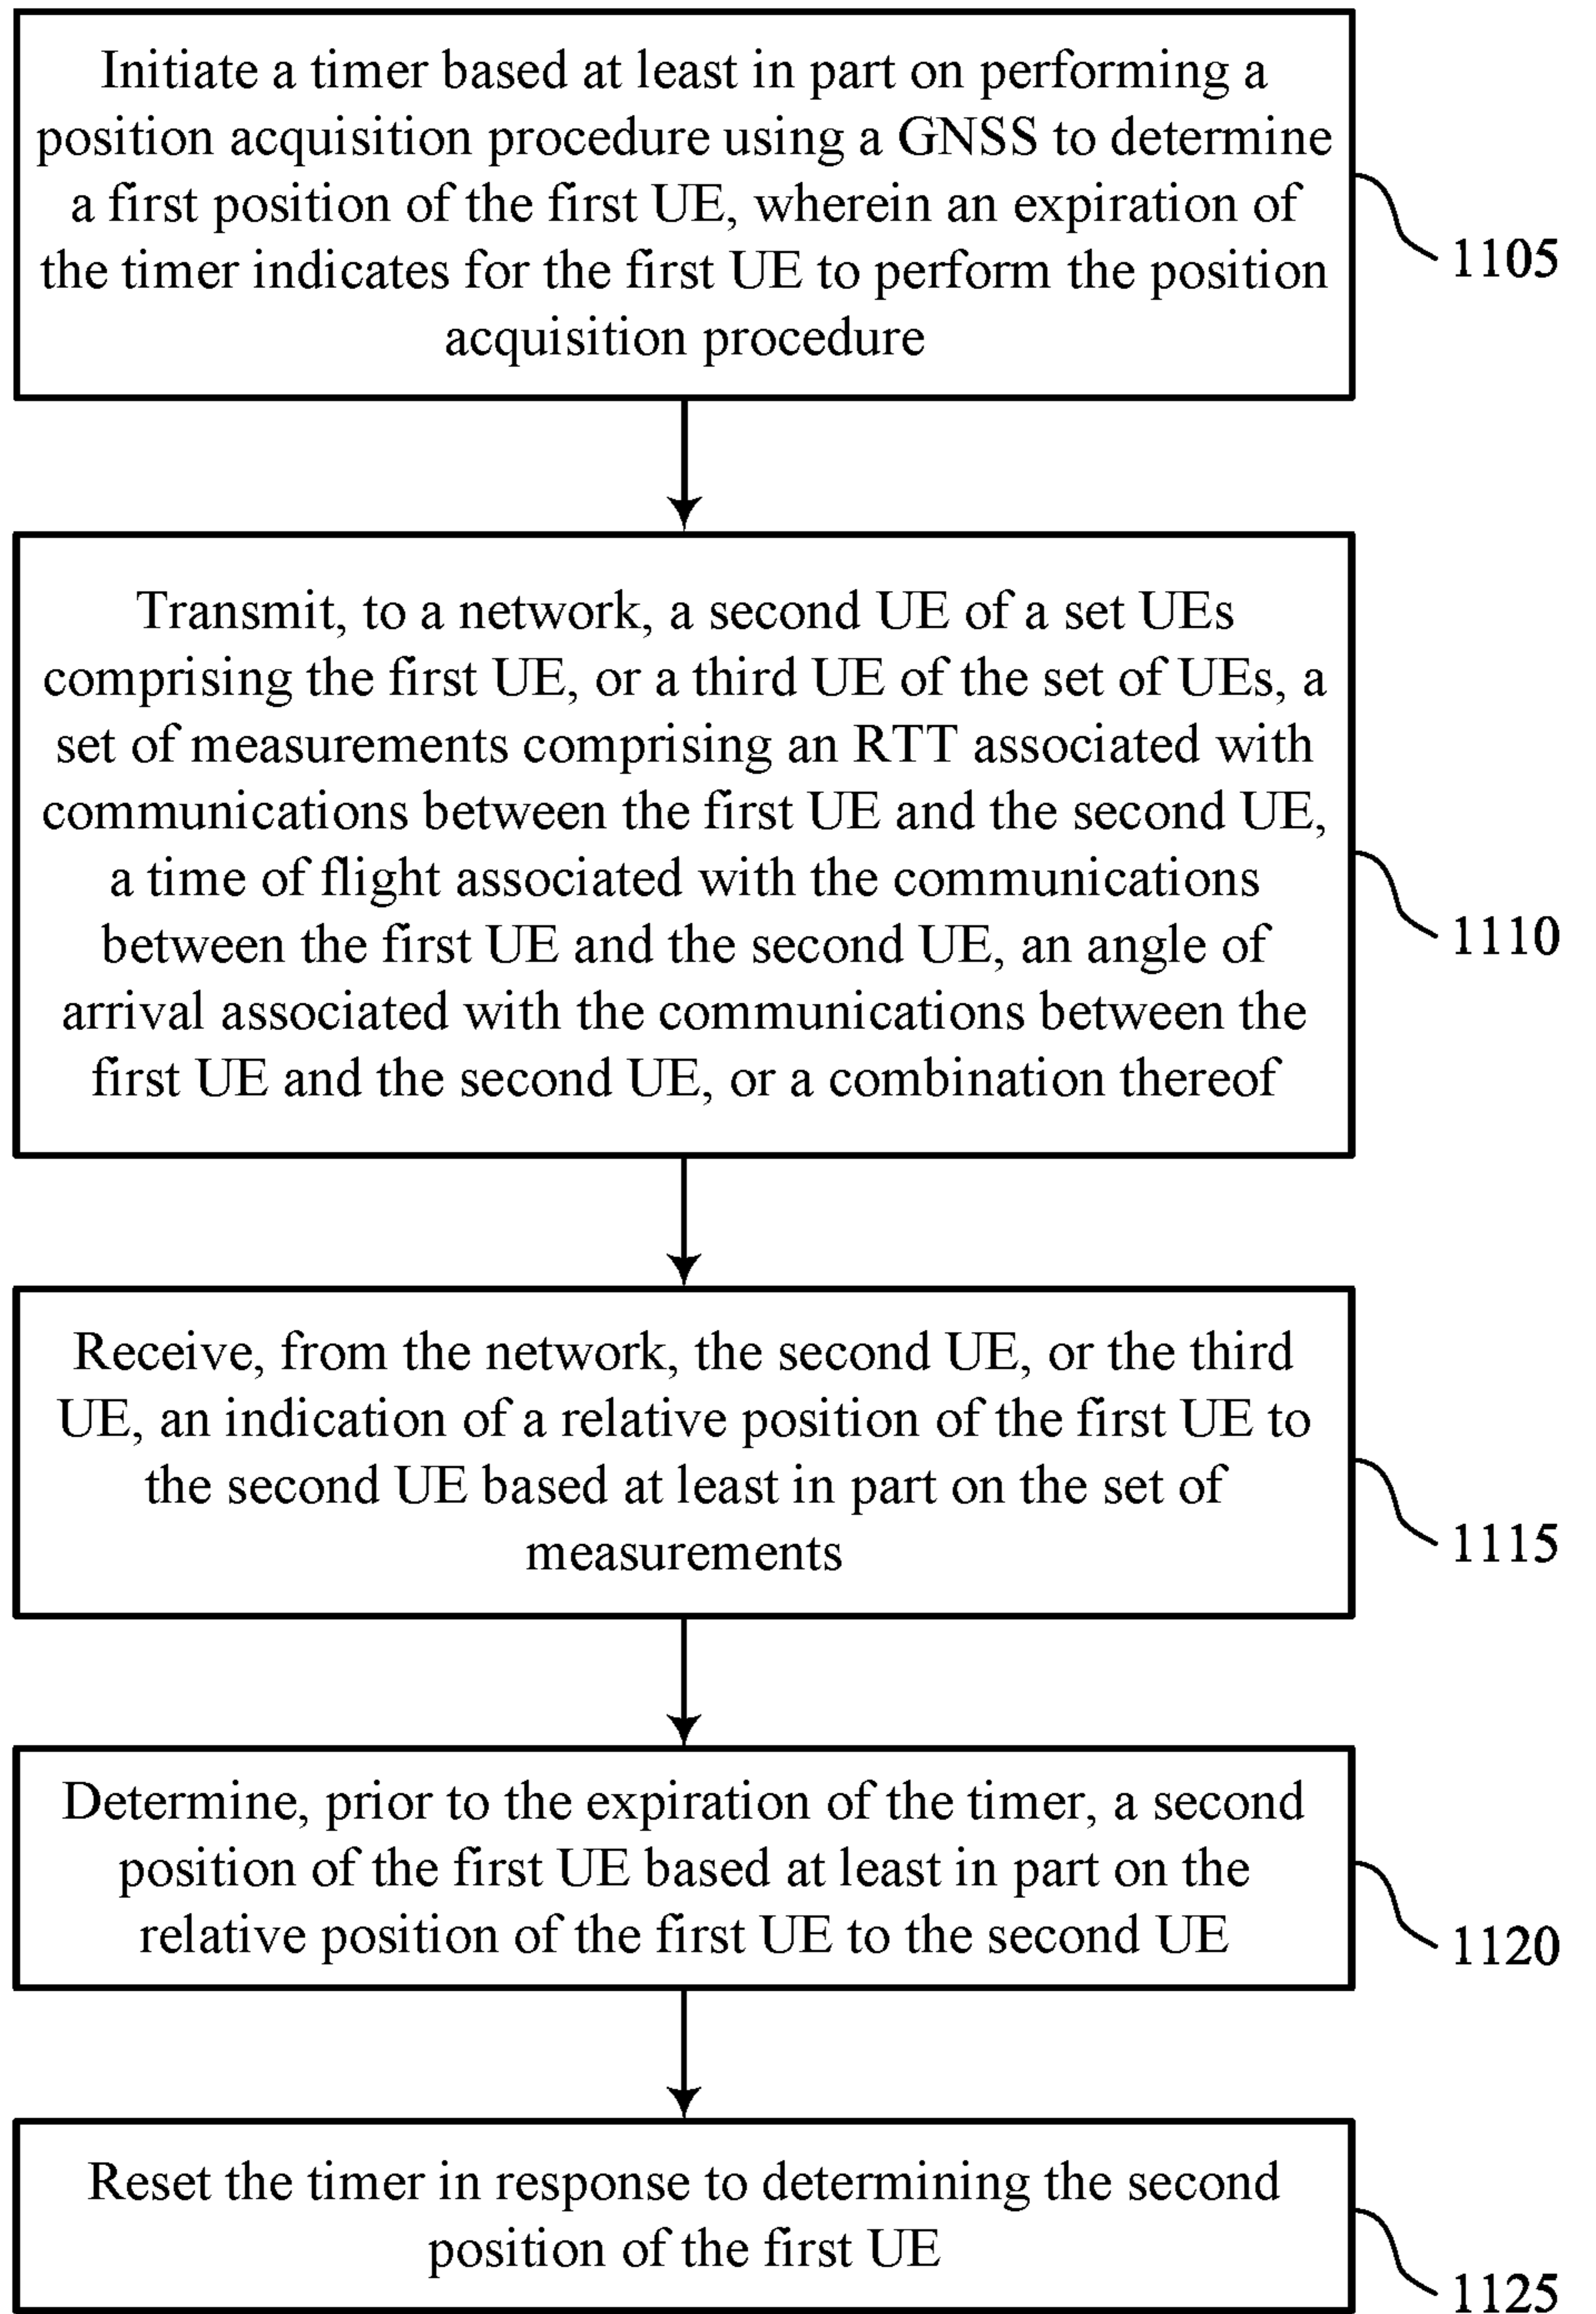 Initiate a timer based at least in part on performing a
position acquisition procedure using a GNSS to determine
a first position of the first UE, wherein an expiration of
the timer indicates for the first UE to perform the position
acquisition procedure
1105
Transmit, to a network, a second UE of a set UEs
comprising the first UE, or a third UE of the set of UEs, a
set of measurements comprising an RTT associated with
communications between the first UE and the second UE,
a time of flight associated with the communications
between the first UE and the second UE, an angle of
arrival associated with the communications between the
first UE and the second UE, or a combination thereof
1110
Receive, from the network, the second UE, or the third
UE, an indication of a relative position of the first UE to
the second UE based at least in part on the set of
measurements
1115
Determine, prior to the expiration of the timer, a second
position of the first UE based at least in part on the
relative position of the first UE to the second UE
1120
Reset the timer in response to determining the second
position of the first UE
1125